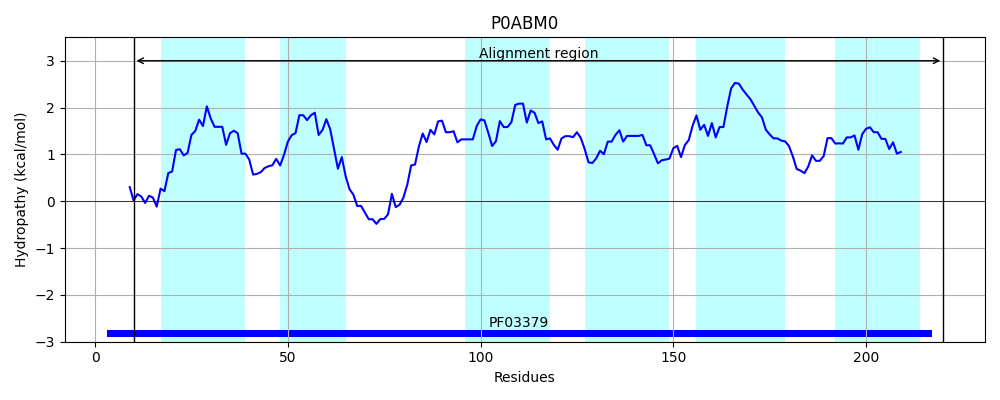 P0ABM0
Hydropathy (kcal/mol)
3
2
1
0
−1
−2
−3
Alignment region
PF03379
0
50
100
150
200
Residues